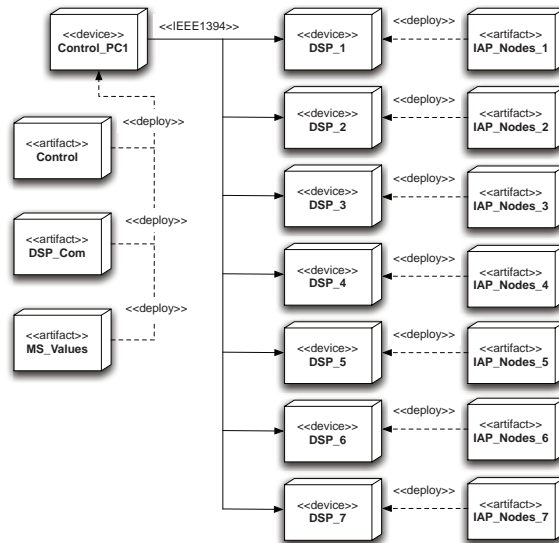 <<device>>
Control_PC1
<<IEEE1394>>
<<device>>
DSP_1
<<deploy>>
<<artifact>>
IAP_Nodes_1
<<deploy>>
<<artifact>>
Control
<<device>>
DSP_2
<<deploy>>
<<artifact>>
IAP_Nodes_2
<<device>>
DSP_3
<<deploy>>
<<artifact>>
IAP_Nodes_3
<<deploy>>
<<artifact>>
DSP_Com
<<device>>
DSP_4
<<deploy>>
<<artifact>>
IAP_Nodes_4
<<deploy>>
<<artifact>>
MS_Values
<<device>>
DSP_5
<<deploy>>
<<artifact>>
IAP_Nodes_5
<<device>>
DSP_6
<<deploy>>
<<artifact>>
IAP_Nodes_6
<<device>>
DSP_7
<<deploy>>
<<artifact>>
IAP_Nodes_7